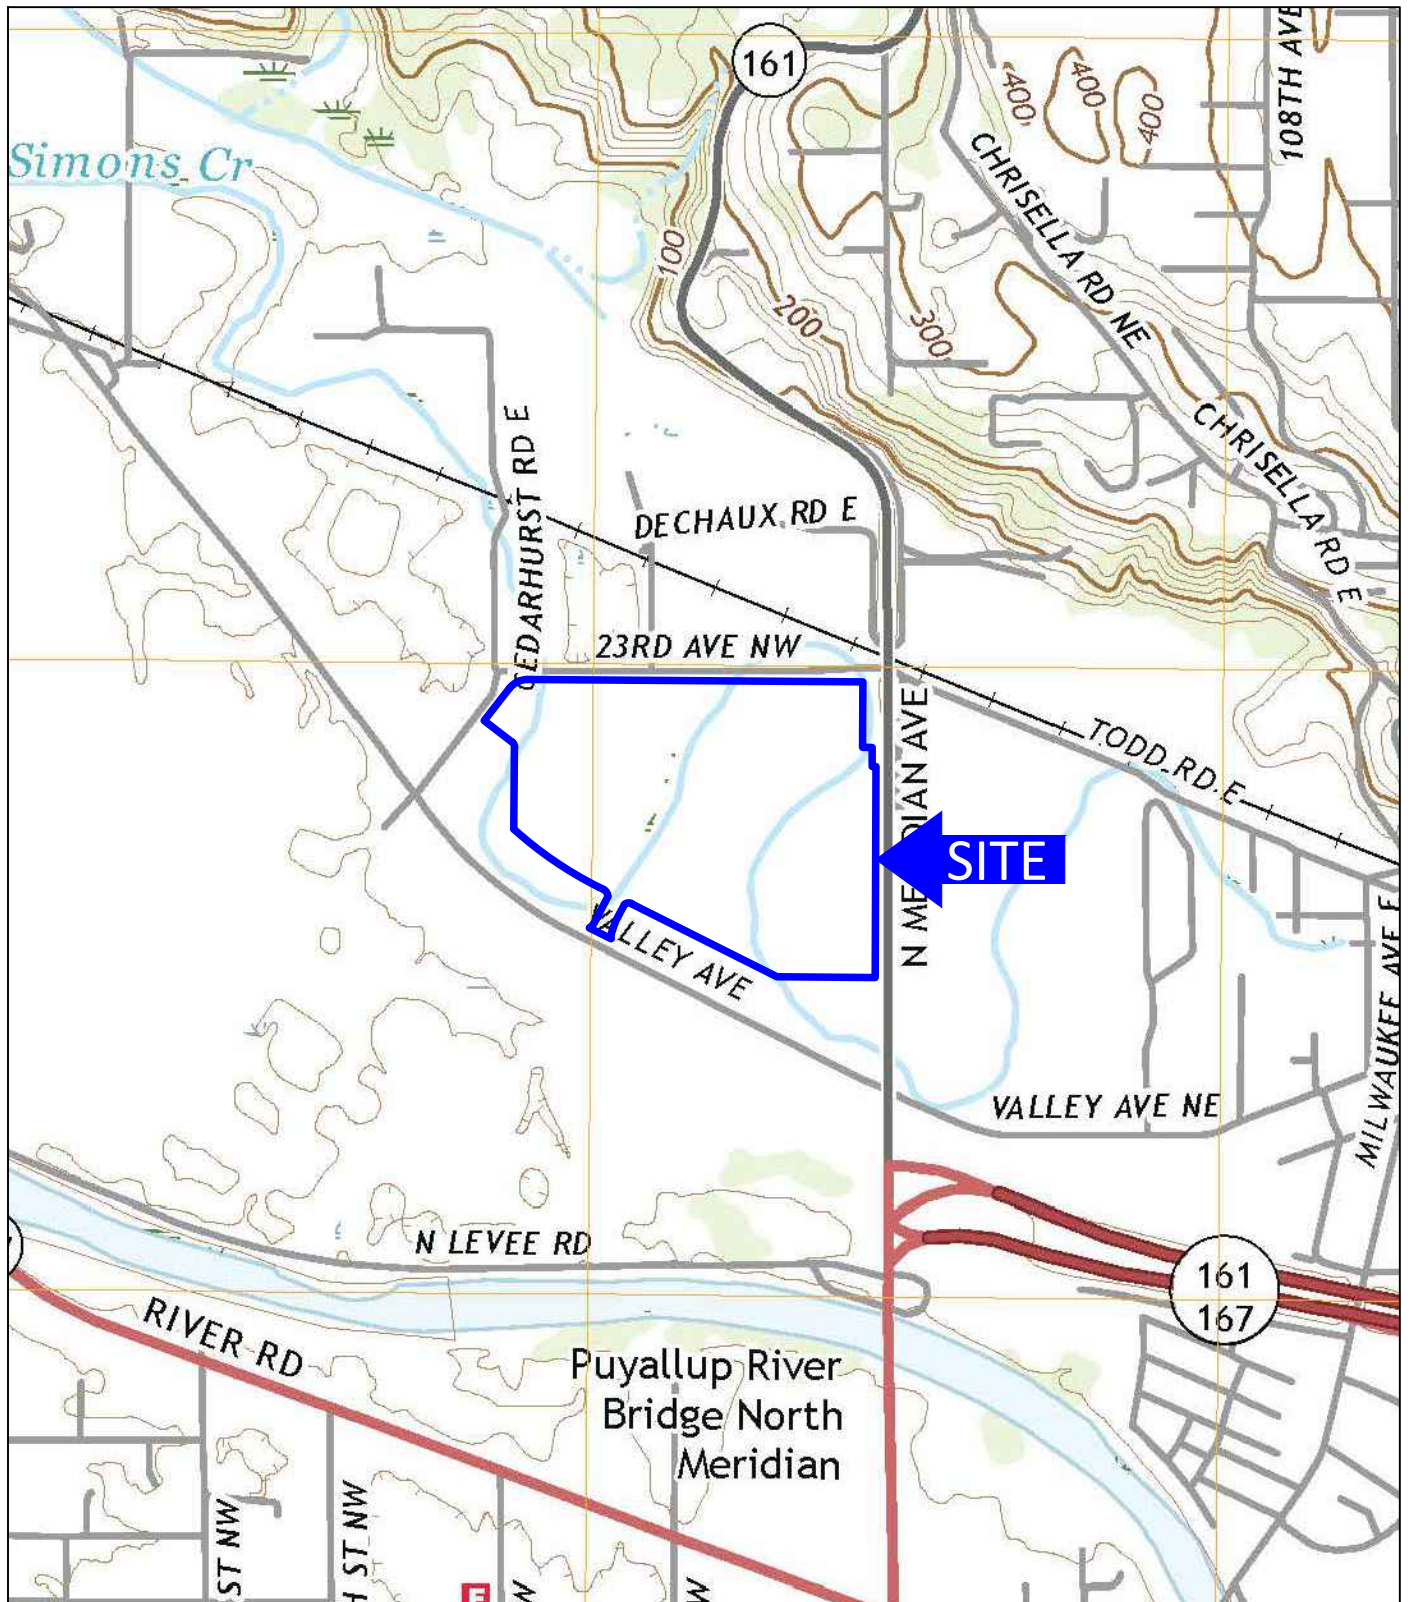 161
108TH AVE
400
400
400
Simons Cr
CHRISELLA RD NE
100
200
300
CHRISELLA RD E
CEDARHURST RD E
DECHAUX RD E
23RD AVE NW
N MERIDIAN AVE
TODD RD E
SITE
VALLEY AVE
MILWAUKEE AVE E
VALLEY AVE NE
N LEVEE RD
161
167
RIVER RD
Puyallup River
Bridge North
Meridian
ST NW
H ST NW
W
W